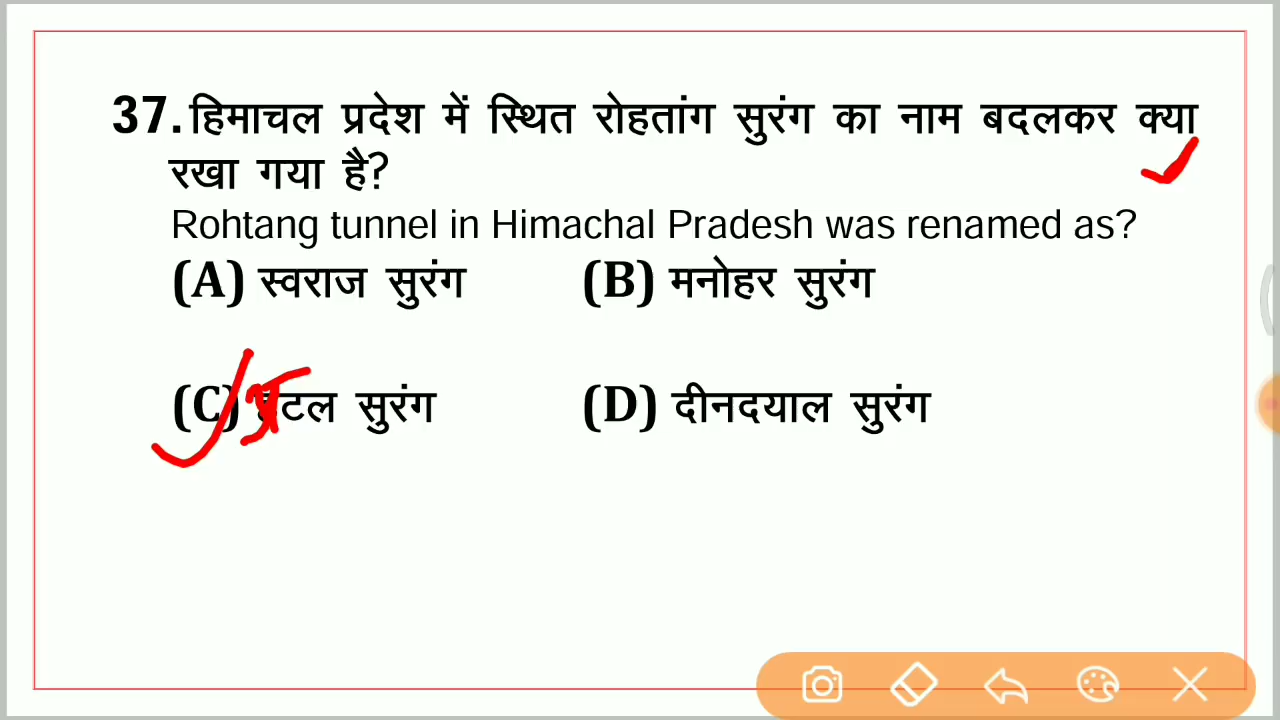 37. हिमाचल प्रदेश में स्थित रोहतांग सुरंग का नाम बदलकर क्या
रखा गया है?
Rohtang tunnel in Himachal Pradesh was renamed as?
(A) स्वराज सुरंग (B) मनोहर सुरंग
(C) सुरंग (D) दीनदयाल सुरंग